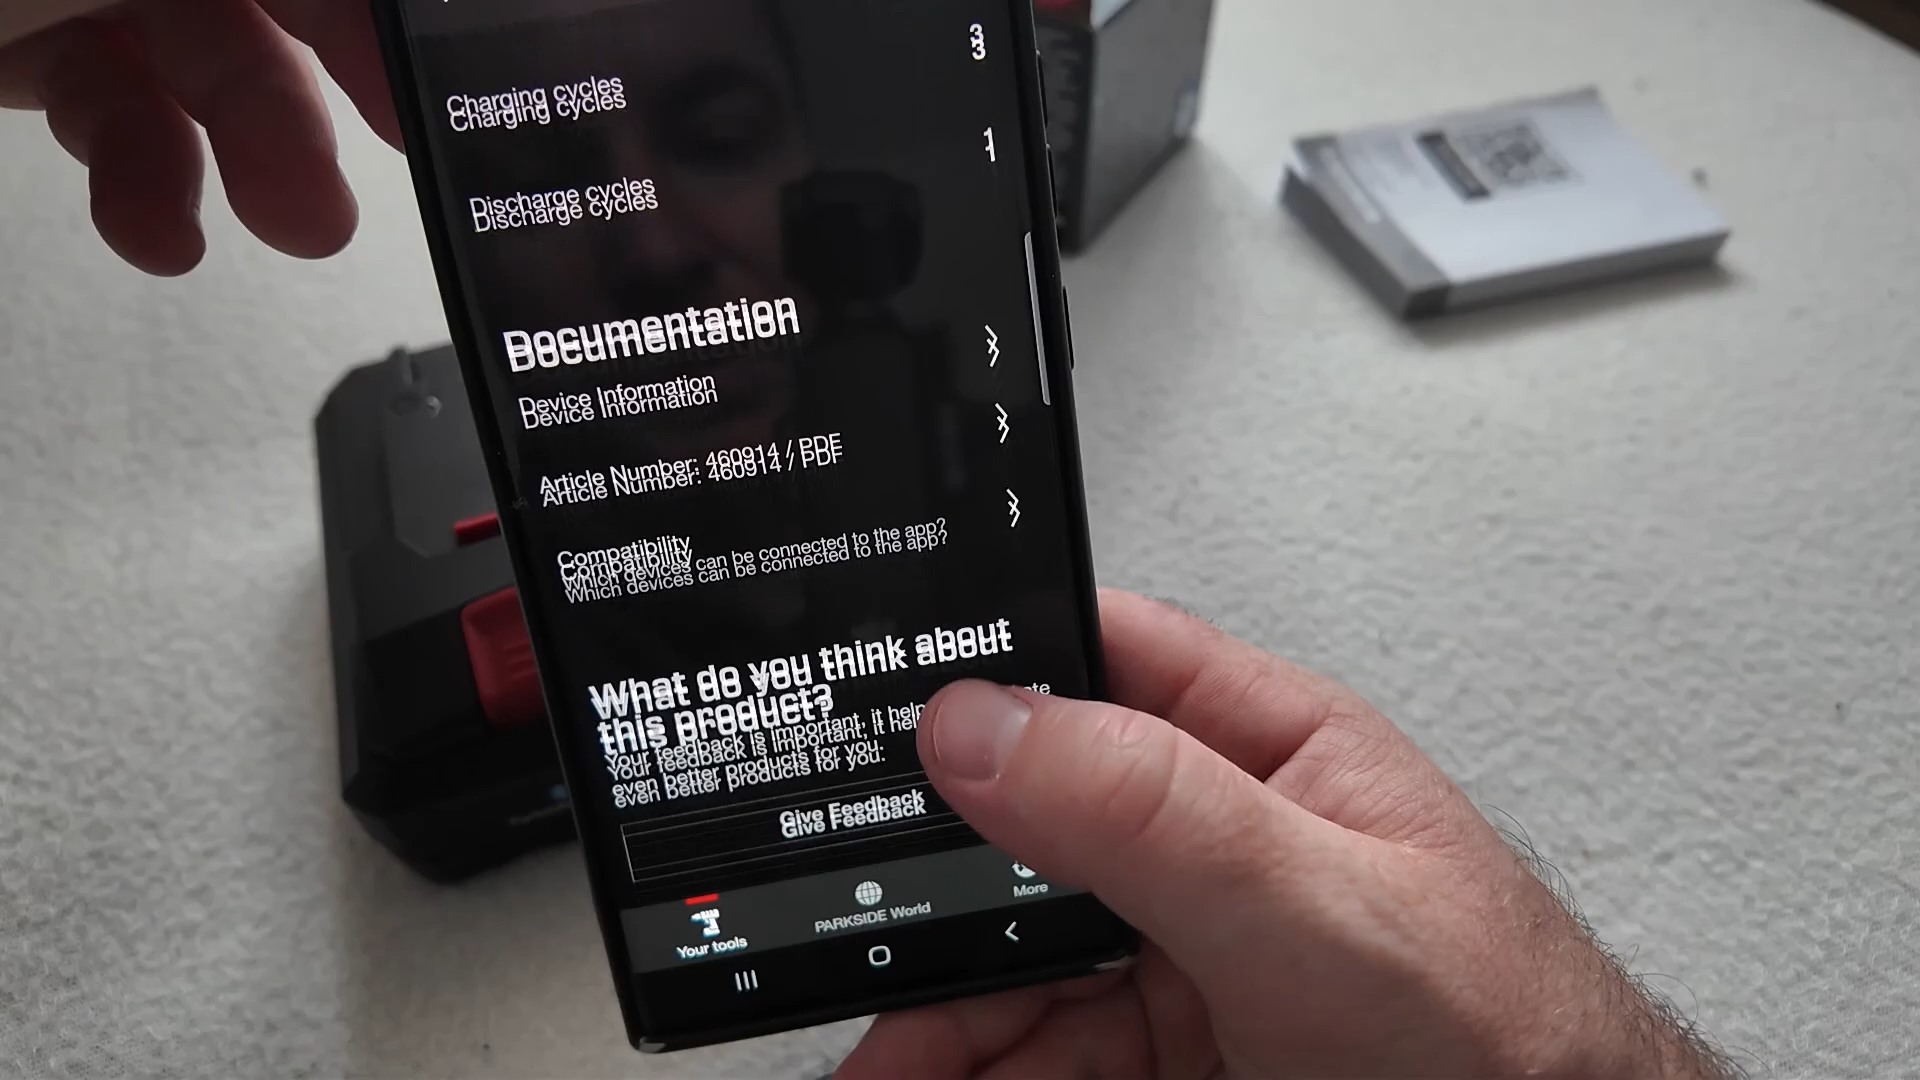 3
Charging cycles
1
Discharge cycles
Documentation
Device Information
Article Number: 460914 / PDF
Compatibility
Which devices can be connected to the app?
What do you think about
this product?
Your feedback is important, it
even better products for you.
Give Feedback
Your tools
PARKSIDE World
More